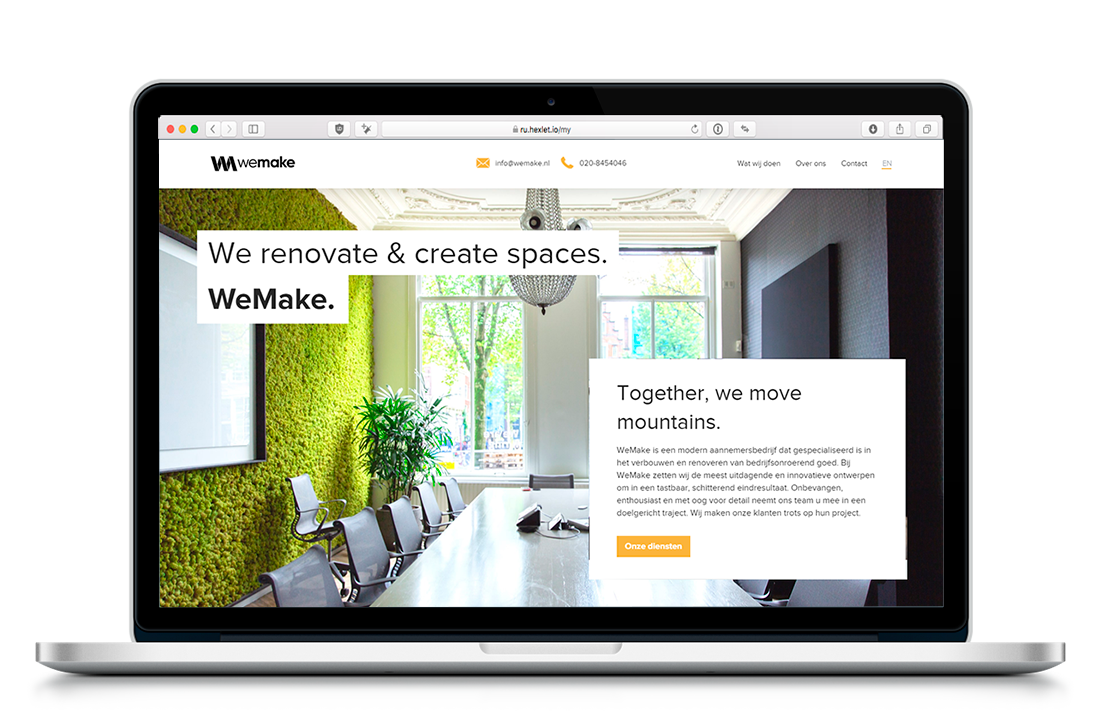 ru.hexlet.io/my
wemake
info@wemake.nl 020-8454046
Wat wij doen Over ons Contact EN
We renovate & create spaces.
WeMake.
Together, we move
mountains.
WeMake is een modern aannemersbedrijf dat gespecialiseerd is in
het verbouwen en renoveren van bedrijfsonroerend goed. Bij
WeMake zetten wij de meest uitdagende en innovatieve ontwerpen
om in een tastbaar, schitterend eindresultaat. Onbevangen,
enthousiast en met oog voor detail neemt ons team u mee in een
doelgericht traject. Wij maken onze klanten trots op hun project.
Onze diensten